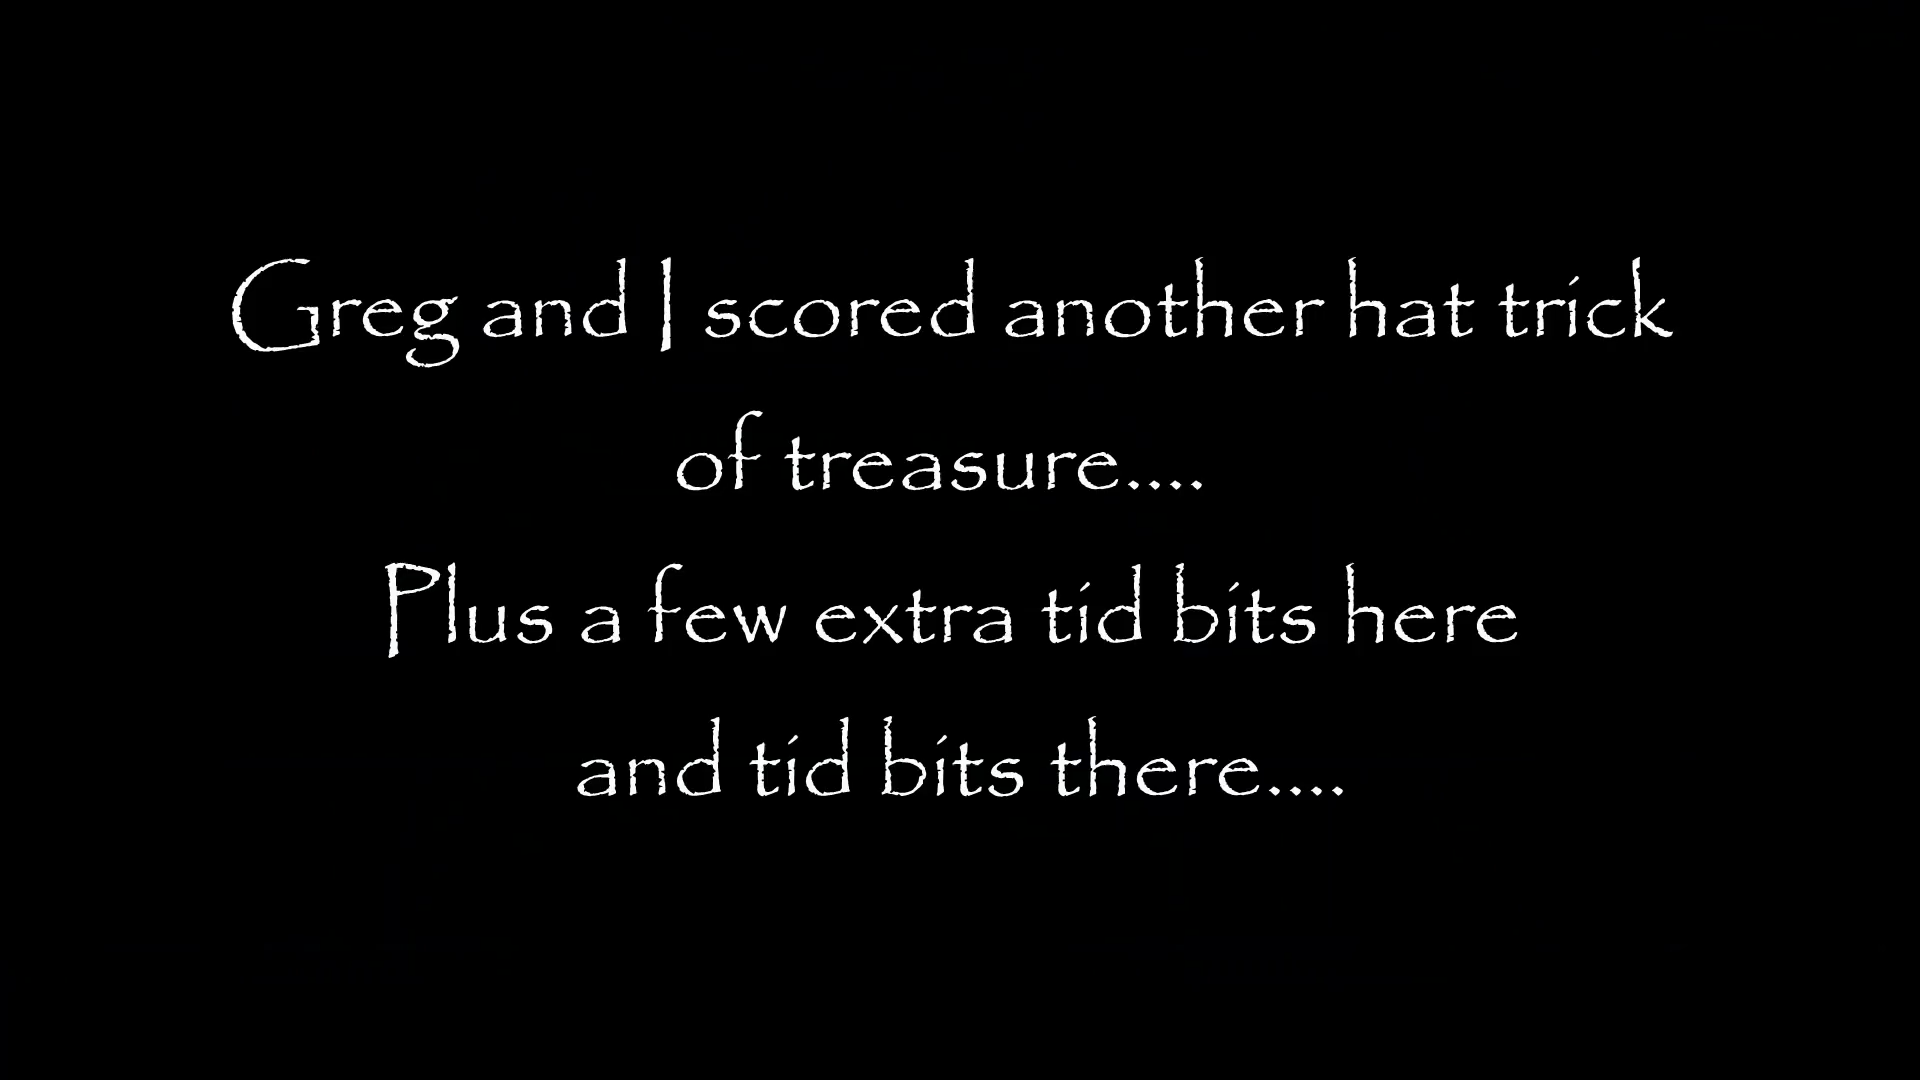 Greg and I scored another hat trick
of treasure....
Plus a few extra tid bits here
and tid bits there....